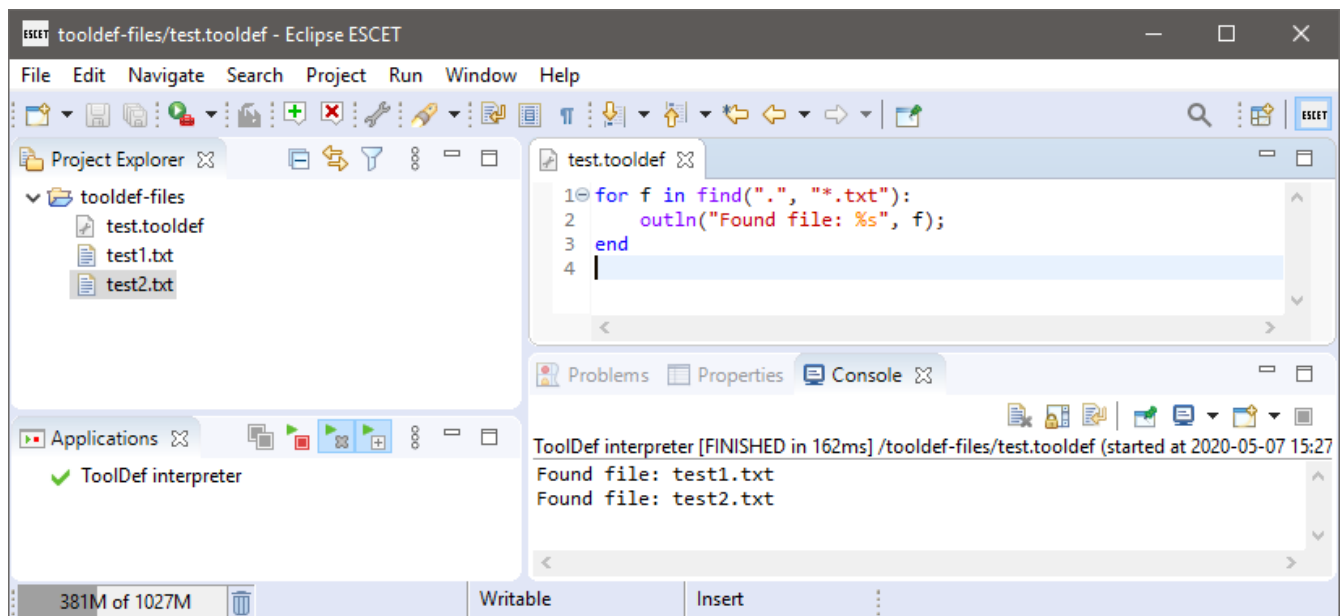 ESCET tooldef-files/test.tooldef - Eclipse ESCET
File Edit Navigate Search Project Run Window Help
ESCET
Project Explorer
tooldef-files
test.tooldef
test1.txt
test2.txt
test.tooldef
1 for f in find(".", "*.txt"):
2     outln("Found file: %s", f);
3 end
4
Problems Properties Console
ToolDef interpreter [FINISHED in 162ms] /tooldef-files/test.tooldef (started at 2020-05-07 15:27
Found file: test1.txt
Found file: test2.txt
Applications
ToolDef interpreter
381M of 1027M Writable Insert